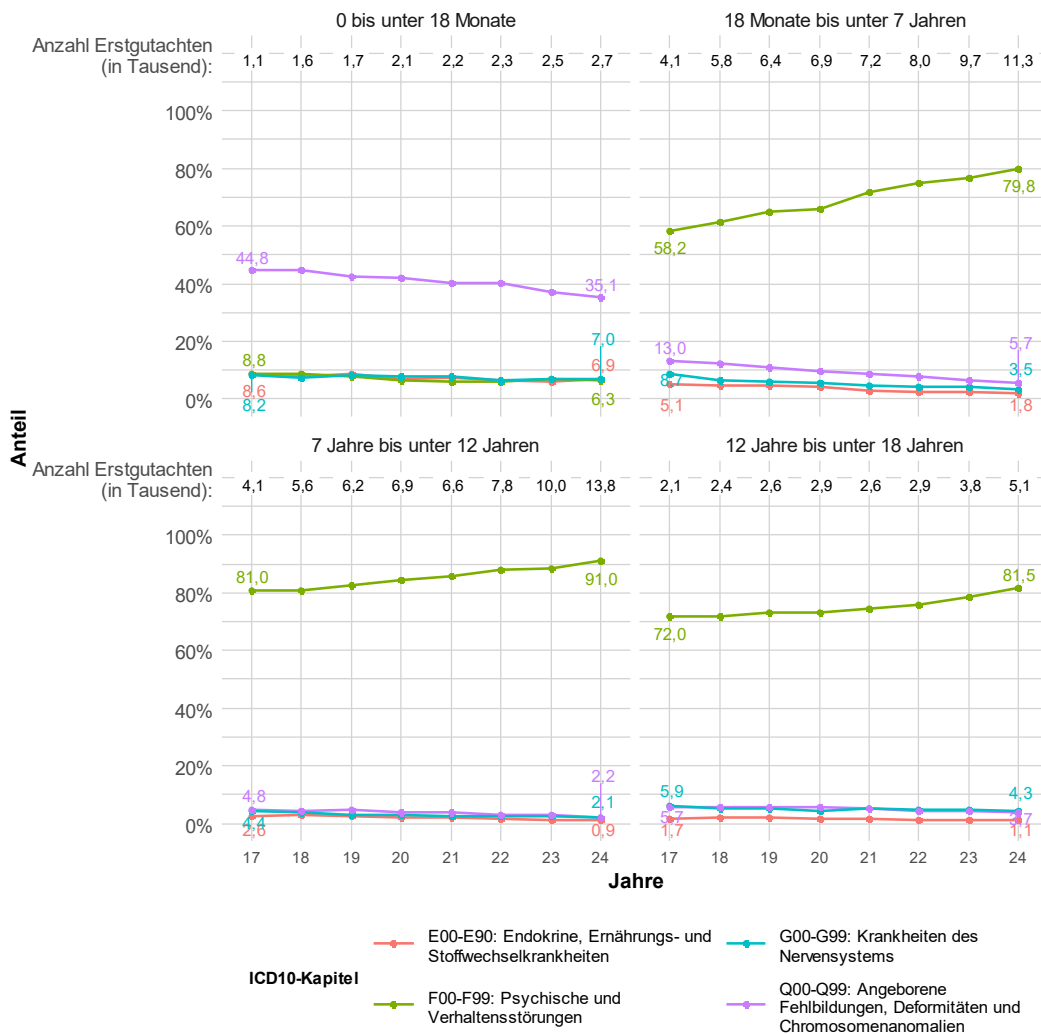 0 bis unter 18 Monate
18 Monate bis unter 7 Jahren
Anzahl Erstgutachten
(in Tausend):
1,1 1,6 1,7 2,1 2,2 2,3 2,5 2,7
4,1 5,8 6,4 6,9 7,2 8,0 9,7 11,3
100%
80%
60%
40%
20%
0%
44,8
35,1
8,8
8,6
8,2
7,0
6,9
6,3
58,2
79,8
13,0
8,7
5,1
5,7
3,5
1,8
Anteil
7 Jahre bis unter 12 Jahren
12 Jahre bis unter 18 Jahren
Anzahl Erstgutachten
(in Tausend):
4,1 5,6 6,2 6,9 6,6 7,8 10,0 13,8
2,1 2,4 2,6 2,9 2,6 2,9 3,8 5,1
100%
80%
60%
40%
20%
0%
81,0
91,0
4,8
4,4
2,6
2,2
2,1
0,9
72,0
81,5
5,9
5,7
1,7
4,3
3,7
1,1
17 18 19 20 21 22 23 24
17 18 19 20 21 22 23 24
Jahre
ICD10-Kapitel
E00-E90: Endokrine, Ernährungs- und
Stoffwechselkrankheiten
F00-F99: Psychische und
Verhaltensstörungen
G00-G99: Krankheiten des
Nervensystems
Q00-Q99: Angeborene
Fehlbildungen, Deformitäten und
Chromosomenanomalien